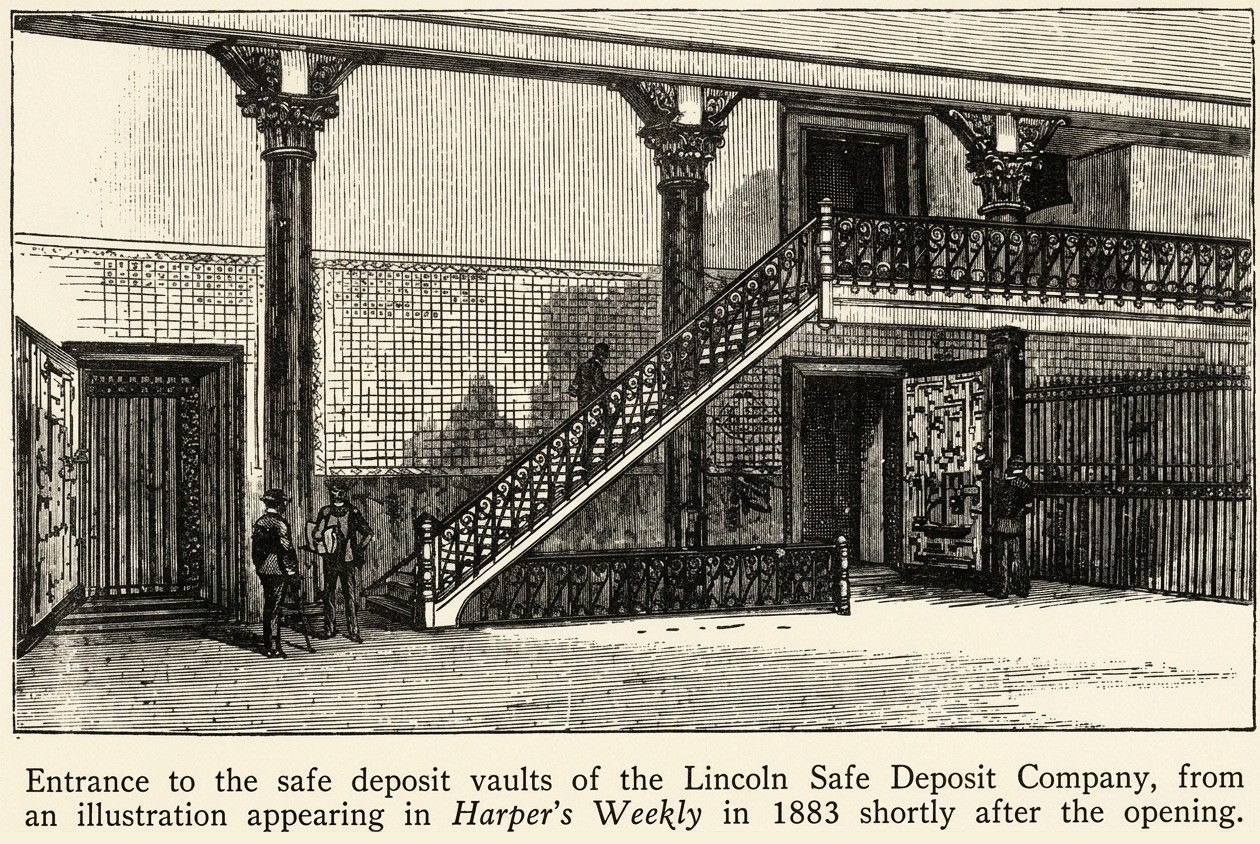 Entrance to the safe deposit vaults of the Lincoln Safe Deposit Company, from
an illustration appearing in Harper's Weekly in 1883 shortly after the opening.